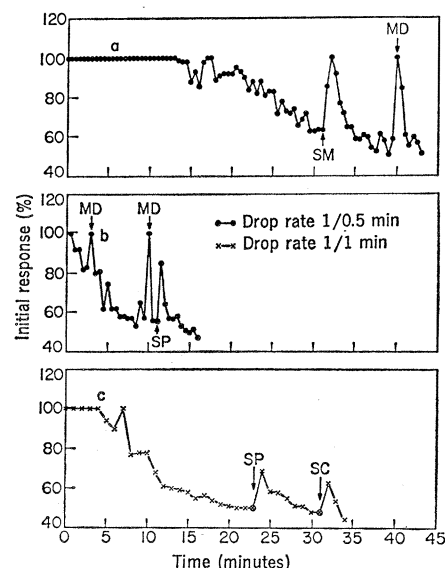 120
100
80
60
40
a
SM
MD
120
100
80
60
40
MD
MD
b
SP
Drop rate 1/0.5 min
Drop rate 1/1 min
Initial response (%)
120
100
80
60
40
c
SP
SC
0 5 10 15 20 25 30 35 40 45
Time (minutes)